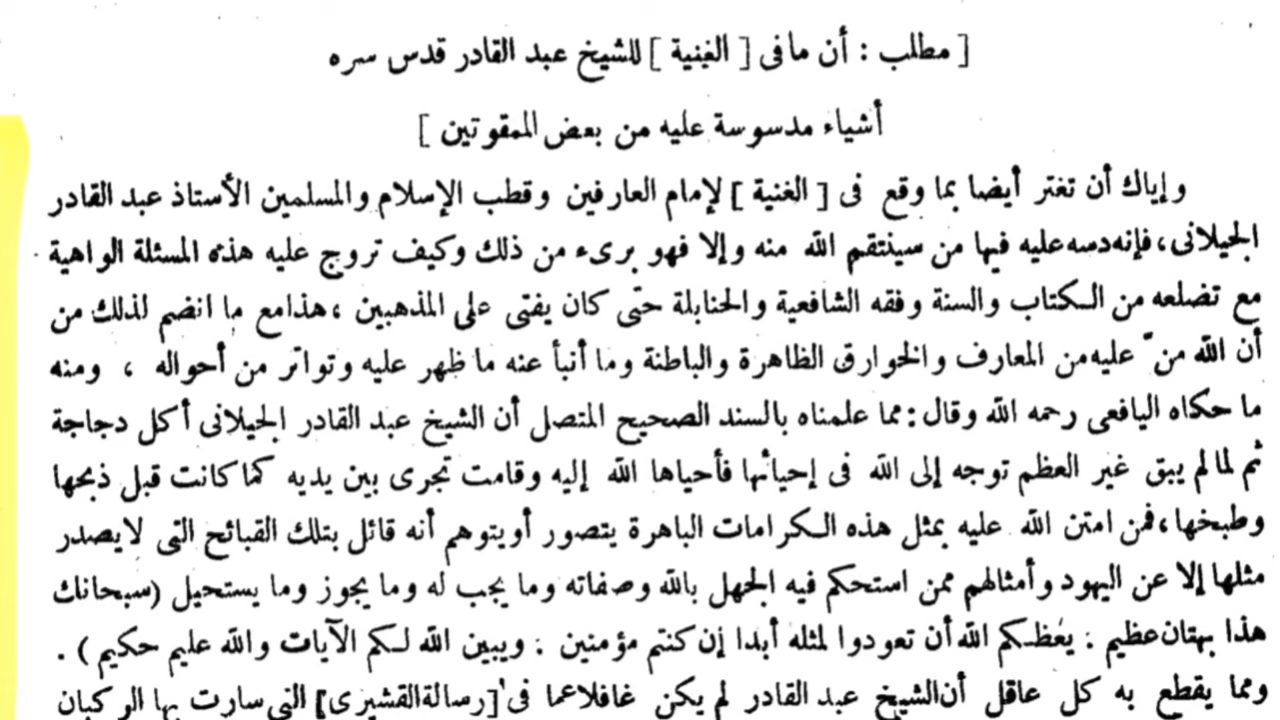 [ مطلب : أن ما فى [ الغنية ] للشيخ عبد القادر قدس سره
أشياء مدسوسة عليه من بعض الممقوتين ]
وإياك أن تغتر أيضا بما وقع فى [ الغنية ] لإمام العارفين وقطب الإسلام والمسلمين الأستاذ عبد القادر
الجيلانى، فإنه دسه عليه فيها من سينتقم الله منه وإلا فهو برىء من ذلك وكيف تروج عليه هذه المسئلة الواهية
مع تضلعه من الكتاب والسنة وفقه الشافعية والحنابلة حتى كان يفتى على المذهبين ، هذا مع ما انضم لذلك من
أن الله منّ عليه من المعارف والخوارق الظاهرة والباطنة وما أنبأ عنه ما ظهر عليه وتواتر من أحواله ، ومنه
ما حكاه اليافعى رحمه الله وقال : مما علمناه بالسند الصحيح المتصل أن الشيخ عبد القادر الجيلانى أكل دجاجة
ثم لما لم يبق غير العظم توجه إلى الله فى إحيائها فأحياها الله إليه وقامت تجرى بين يديه كما كانت قبل ذبحها
وطبخها، فمن امتن الله عليه بمثل هذه الكرامات الباهرة يتصور أو يتوهم أنه قائل بتلك القبائح التى لا يصدر
مثلها إلا عن اليهود وأمثالهم ممن استحكم فيه الجهل بالله وصفاته وما يجب له وما يجوز وما يستحيل (سبحانك
هذا بهتان عظيم : يعظكم الله أن تعودوا لمثله أبدا إن كنتم مؤمنين : ويبين الله لكم الآيات والله عليم حكيم ) .
ومما يقطع به كل عاقل أن الشيخ عبد القادر لم يكن غافلا عما فى [رسالة القشيرى] التى سارت بها الركبان